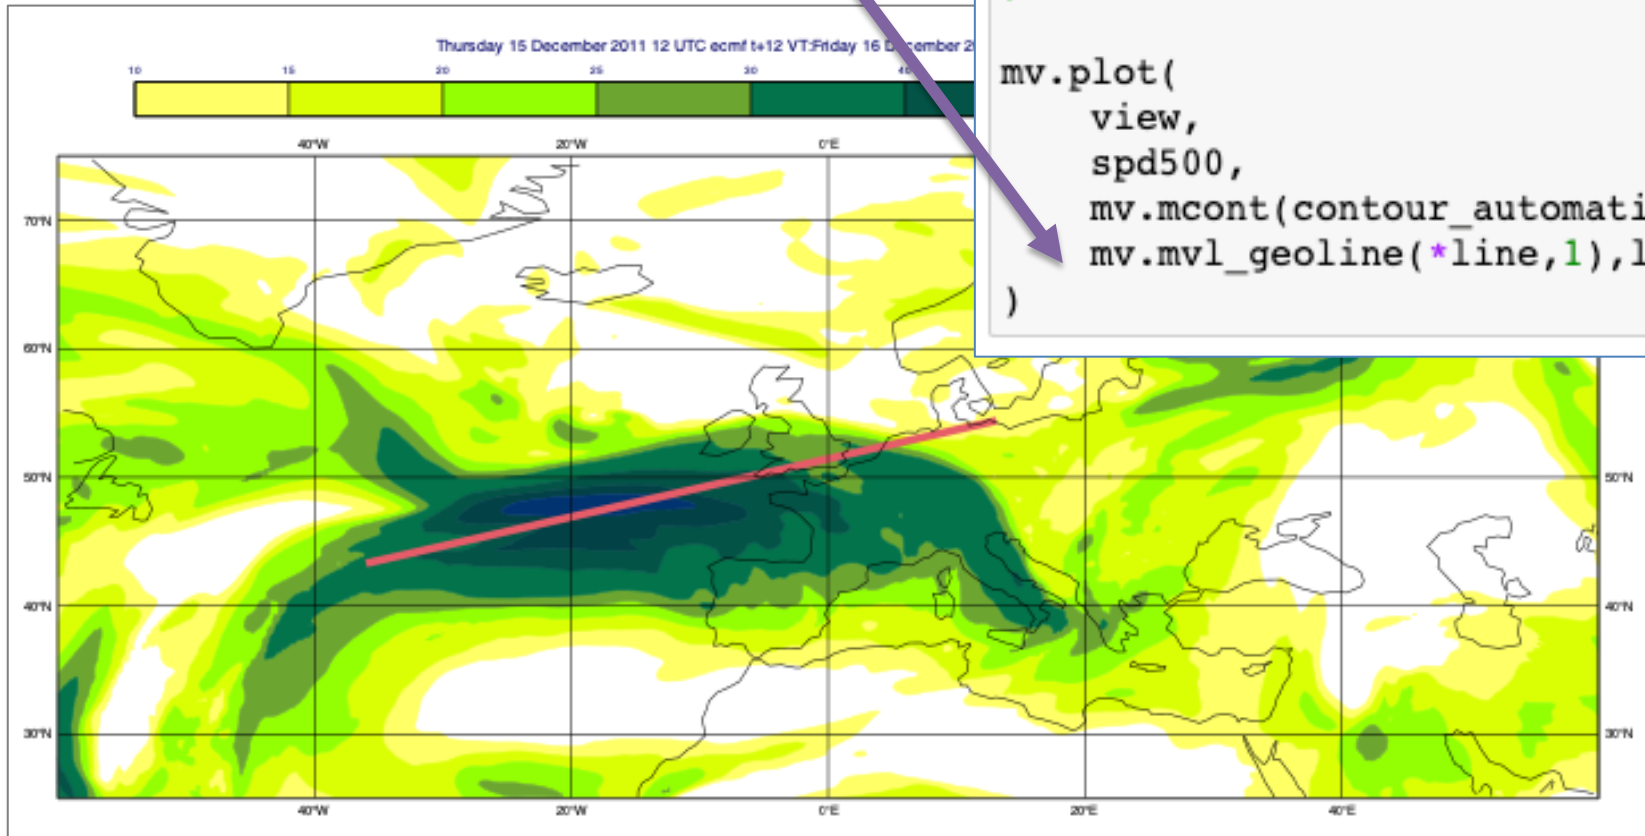 Thursday 15 December 2011 12 UTC ecmf t+12 VT:Friday 16
10 15 20 25 30
40°W 20°W 0°E
mv.plot(
view,
spd500,
mv.mcont(contour_automati
mv.mvl_geoline(*line,1),l
)
70°N
60°N
50°N 50°N
40°N 40°N
30°N 30°N
40°W 20°W 0°E 20°E 40°E